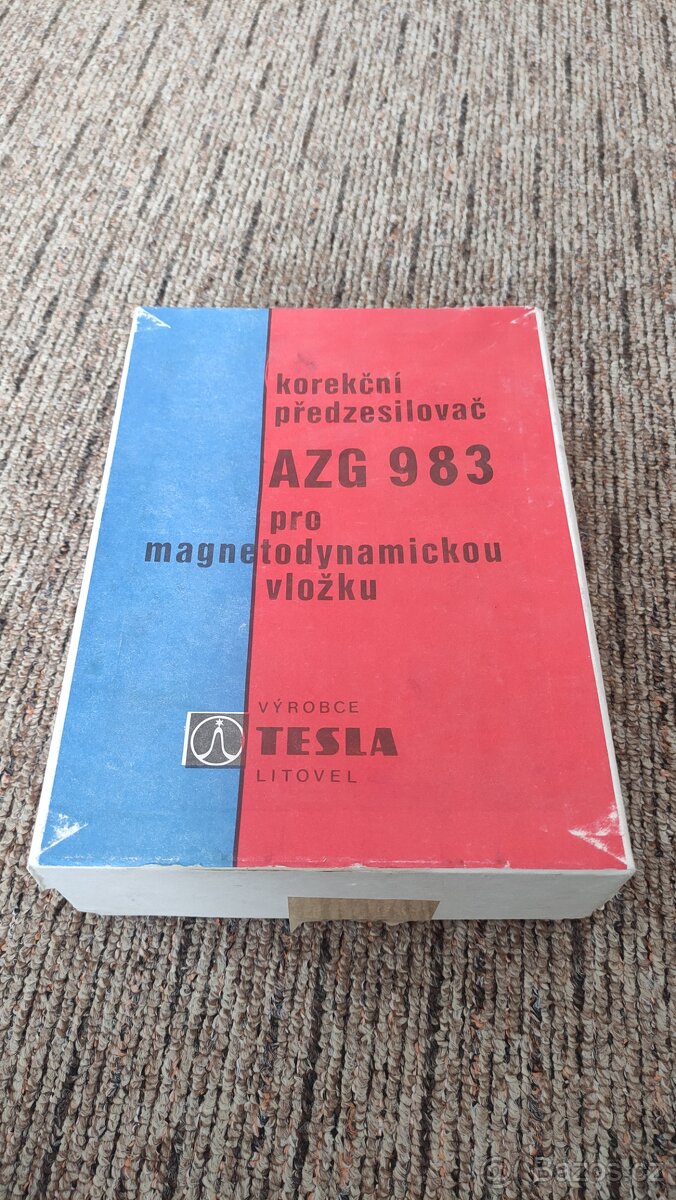 korekční
předzesilovač
AZG 983
pro
magnetodynamickou
vložku
VÝROBCE
TESLA
LITOVEL
Bazos.cz